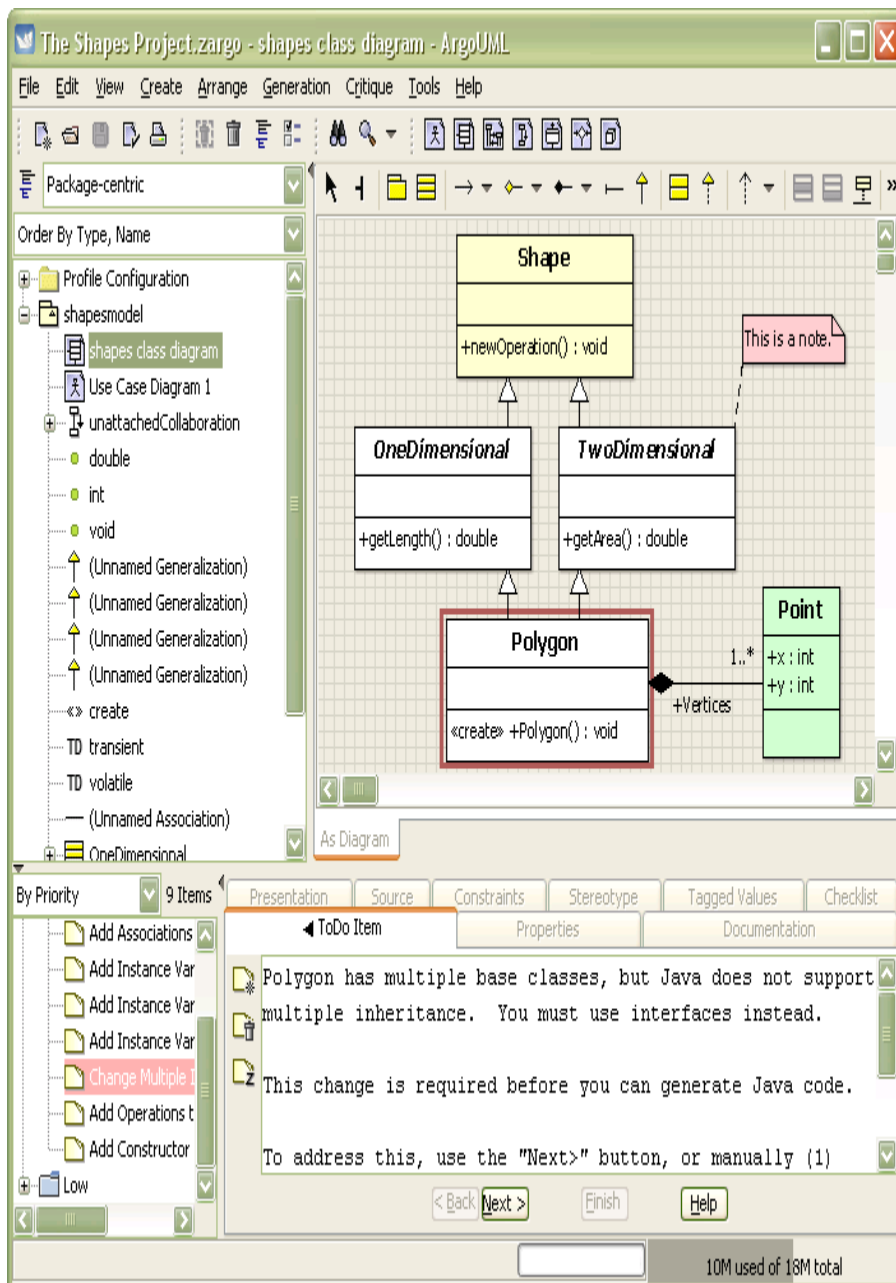 The Shapes Project.zargo - shapes class diagram - ArgoUML
File Edit View Create Arrange Generation Critique Tools Help
Package-centric
Order By Type, Name
Profile Configuration
shapesmodel
shapes class diagram
Use Case Diagram 1
unattachedCollaboration
double
int
void
(Unnamed Generalization)
(Unnamed Generalization)
(Unnamed Generalization)
(Unnamed Generalization)
«» create
TD transient
TD volatile
(Unnamed Association)
OneDimensional
Shape
+newOperation() : void
This is a note.
OneDimensional
+getLength() : double
TwoDimensional
+getArea() : double
Polygon
«create» +Polygon() : void
1..*
+Vertices
Point
+x : int
+y : int
As Diagram
By Priority
9 Items
Add Associations
Add Instance Var
Add Instance Var
Add Instance Var
Change Multiple I
Add Operations t
Add Constructor
Low
Presentation Source Constraints Stereotype Tagged Values Checklist
ToDo Item Properties Documentation
Polygon has multiple base classes, but Java does not support
multiple inheritance. You must use interfaces instead.
This change is required before you can generate Java code.
To address this, use the "Next>" button, or manually (1)
< Back Next > Finish Help
10M used of 18M total